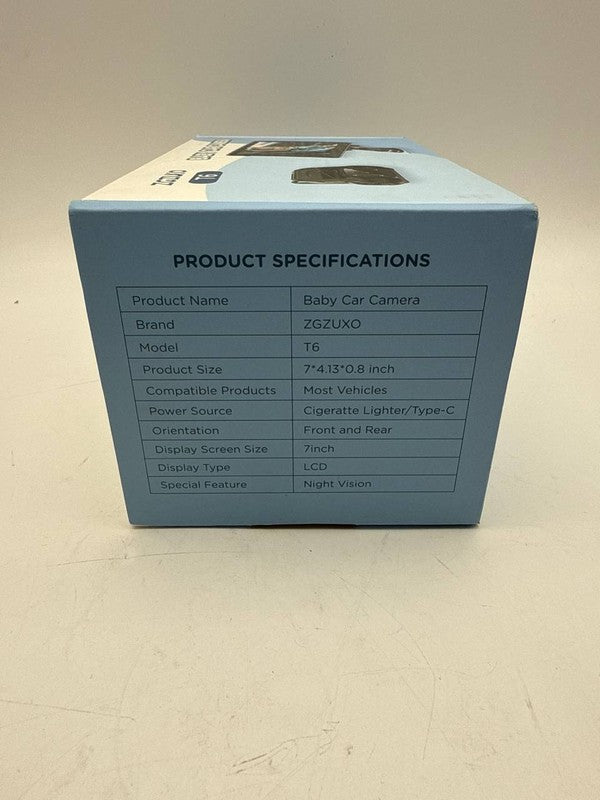 ZGZUXO
PRODUCT SPECIFICATIONS
Product Name Baby Car Camera
Brand ZGZUXO
Model T6
Product Size 7*4.13*0.8 inch
Compatible Products Most Vehicles
Power Source Cigeratte Lighter/Type-C
Orientation Front and Rear
Display Screen Size 7inch
Display Type LCD
Special Feature Night Vision